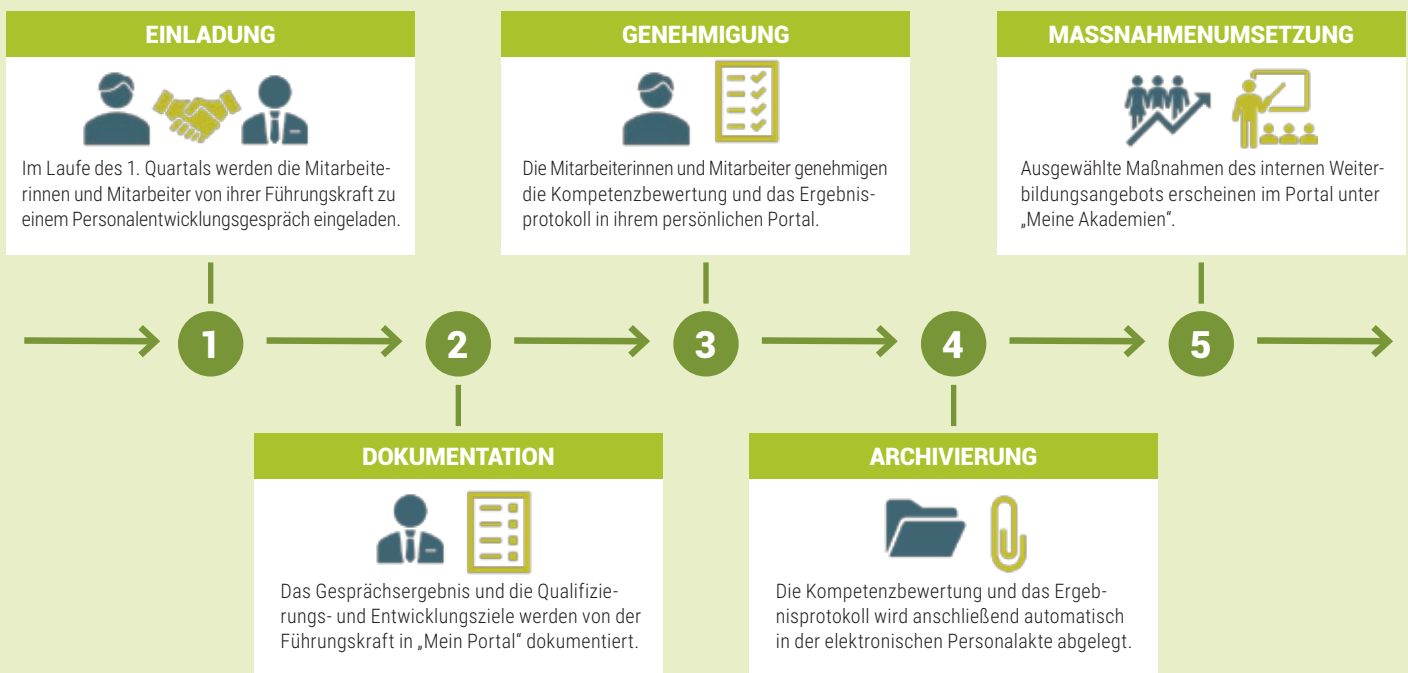 EINLADUNG
Im Laufe des 1. Quartals werden die Mitarbeite-
rinnen und Mitarbeiter von ihrer Führungskraft zu
einem Personalentwicklungsgespräch eingeladen.
GENEHMIGUNG
Die Mitarbeiterinnen und Mitarbeiter genehmigen
die Kompetenzbewertung und das Ergebnis-
protokoll in ihrem persönlichen Portal.
MASSNAHMENUMSETZUNG
Ausgewählte Maßnahmen des internen Weiter-
bildungsangebots erscheinen im Portal unter
„Meine Akademien“.
1
2
3
4
5
DOKUMENTATION
Das Gesprächsergebnis und die Qualifizie-
rungs- und Entwicklungsziele werden von der
Führungskraft in „Mein Portal“ dokumentiert.
ARCHIVIERUNG
Die Kompetenzbewertung und das Ergeb-
nisprotokoll wird anschließend automatisch
in der elektronischen Personalakte abgelegt.